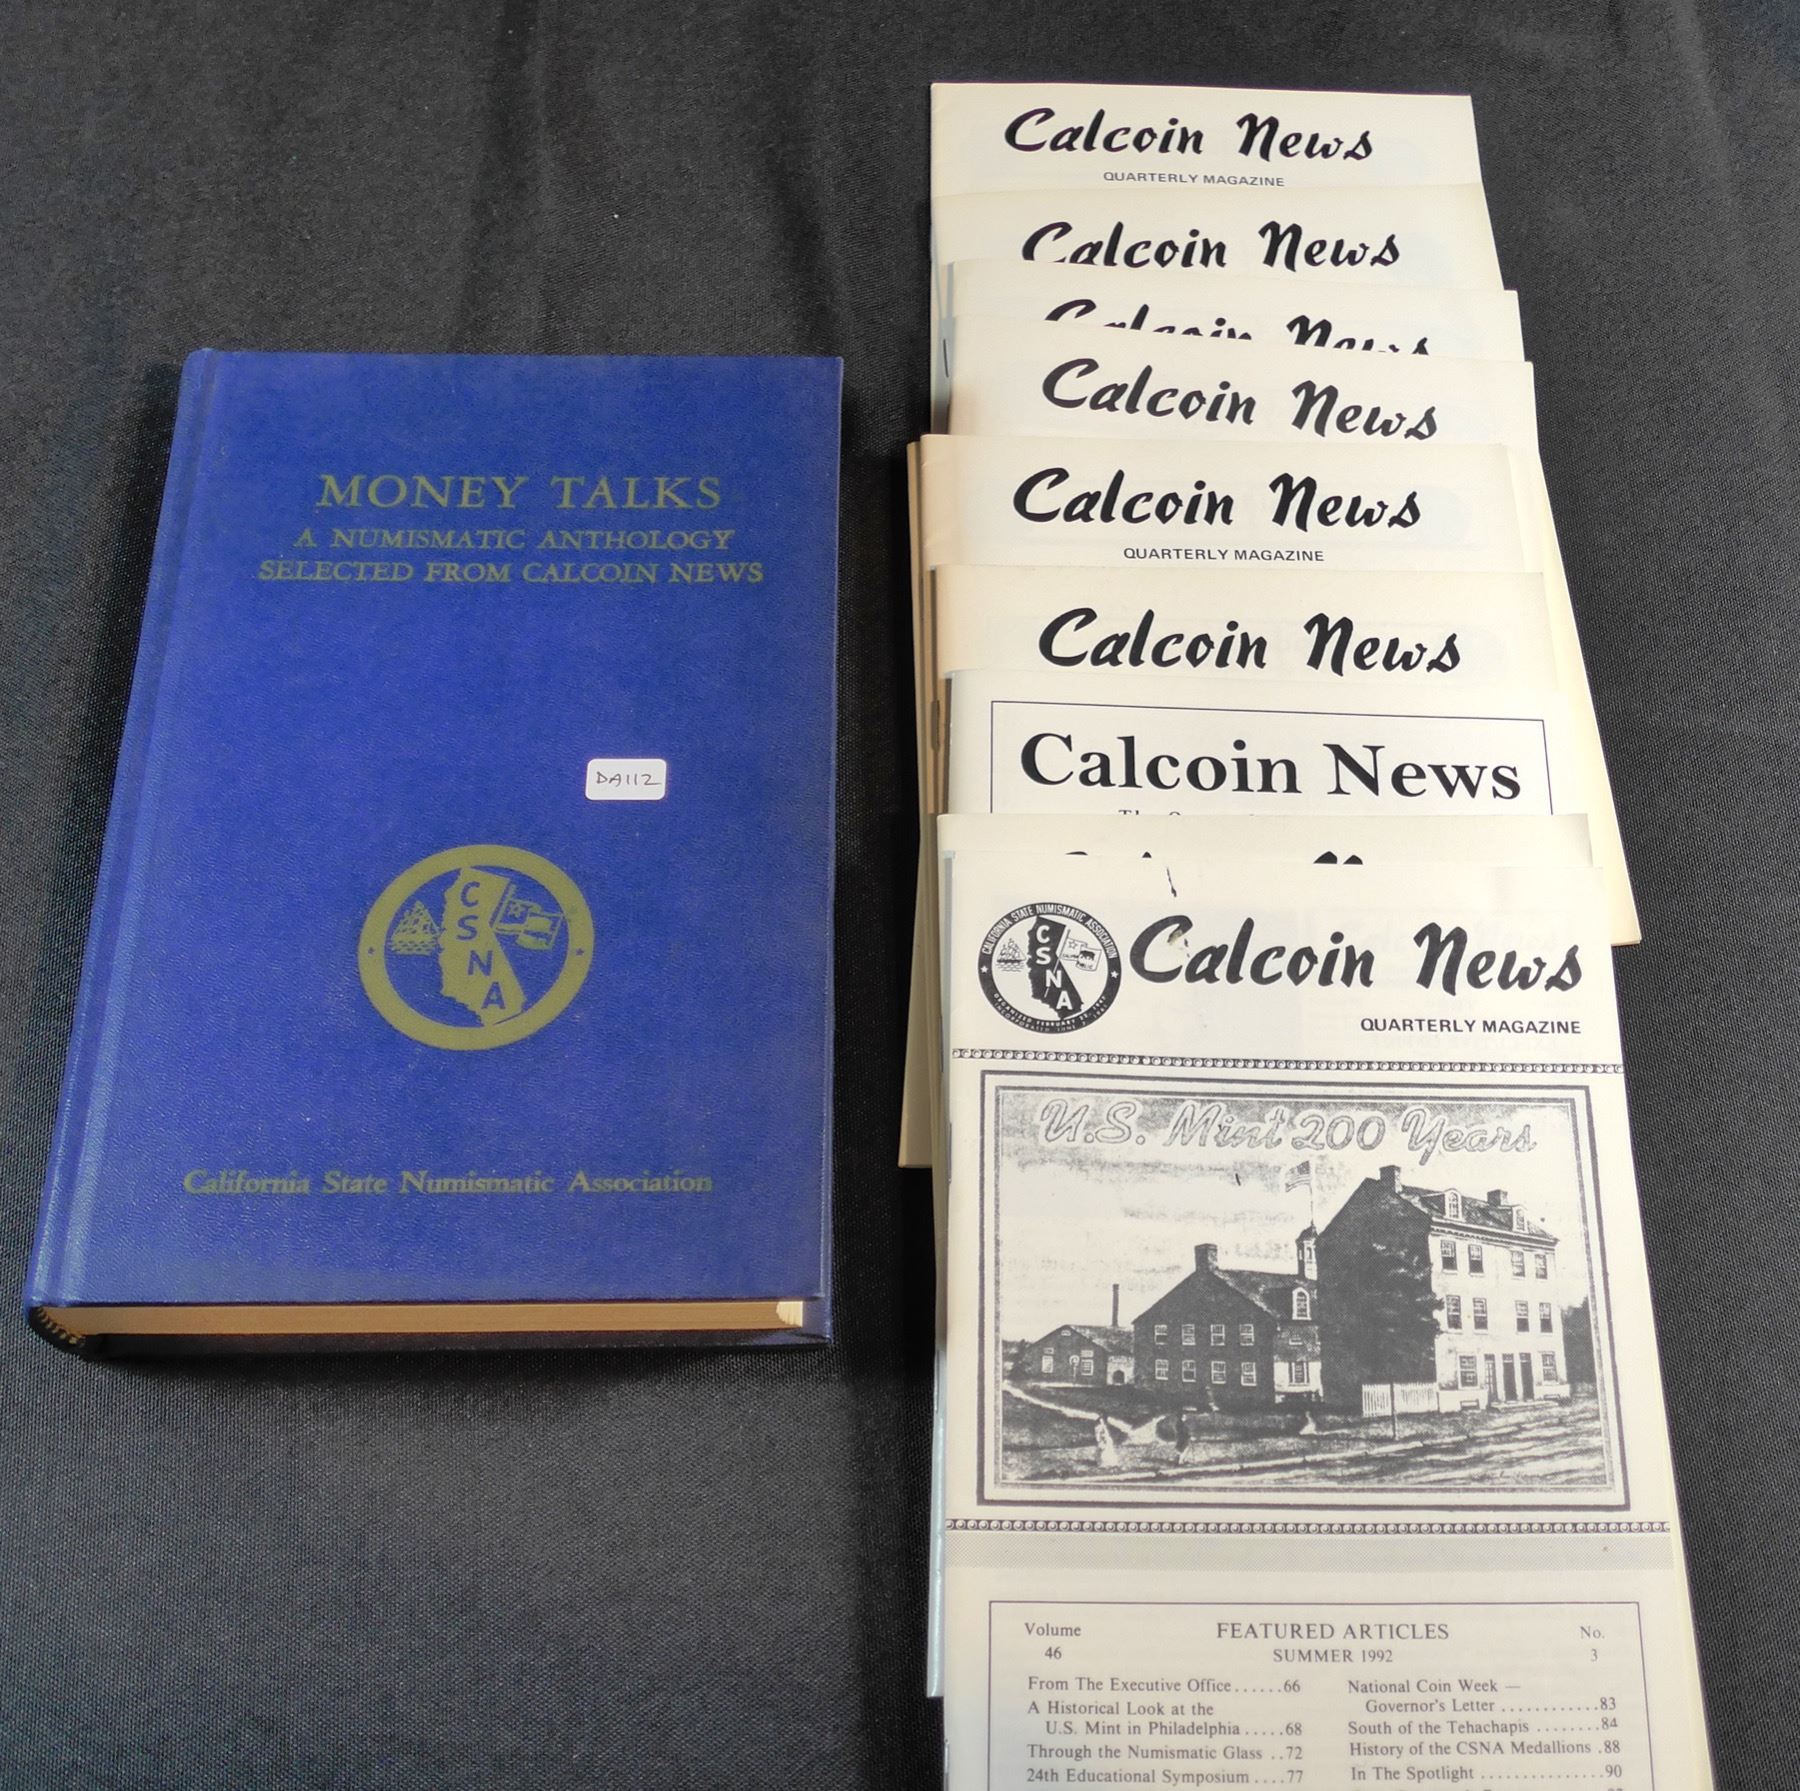 MONEY TALKS
A NUMISMATIC ANTHOLOGY
SELECTED FROM CALCOIN NEWS
DA112
C
S
N
A
California State Numismatic Association
Calcoin News
QUARTERLY MAGAZINE
Calcoin News
Calcoin News
Calcoin News
Calcoin News
QUARTERLY MAGAZINE
Calcoin News
Calcoin News
CALIFORNIA STATE NUMISMATIC ASSOCIATION
C
S
N
A
Calcoin News
QUARTERLY MAGAZINE
U.S. Mint 200 Years
Volume FEATURED ARTICLES No.
46 SUMMER 1992 3
From The Executive Office......66
A Historical Look at the
U.S. Mint in Philadelphia.....68
Through the Numismatic Glass ..72
24th Educational Symposium....77
National Coin Week —
Governor's Letter ...........83
South of the Tehachapis ........84
History of the CSNA Medallions .88
In The Spotlight ...............90